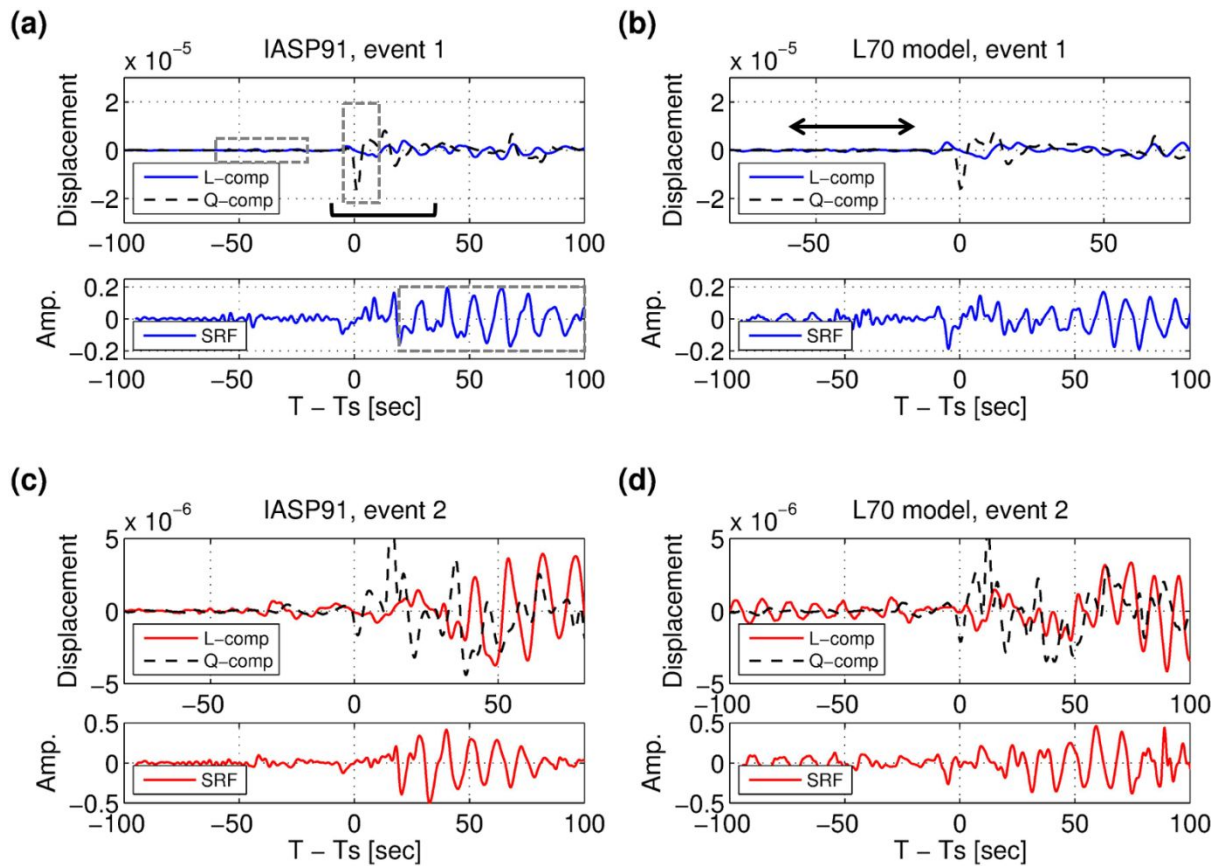 (a)
IASP91, event 1
x 10⁻⁵
Displacement
2
0
−2
L−comp
Q−comp
−100
−50
0
50
100
Amp.
0.2
0
−0.2
SRF
−100
−50
0
50
100
T − Ts [sec]
(b)
L70 model, event 1
x 10⁻⁵
Displacement
2
0
−2
L−comp
Q−comp
−50
0
50
Amp.
0.2
0
−0.2
SRF
−100
−50
0
50
100
T − Ts [sec]
(c)
IASP91, event 2
x 10⁻⁶
Displacement
5
0
−5
L−comp
Q−comp
−50
0
50
Amp.
0.5
0
−0.5
SRF
−100
−50
0
50
100
T − Ts [sec]
(d)
L70 model, event 2
x 10⁻⁶
Displacement
5
0
−5
L−comp
Q−comp
−100
−50
0
50
100
Amp.
0.5
0
−0.5
SRF
−100
−50
0
50
100
T − Ts [sec]